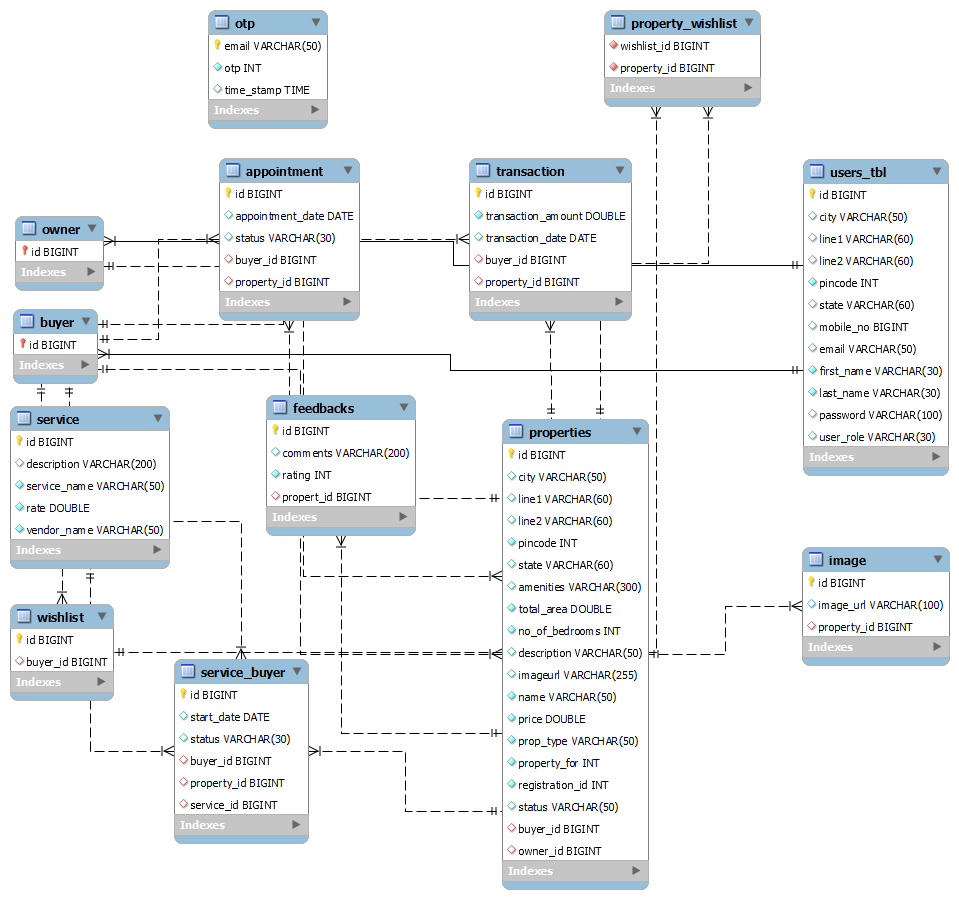 otp
email VARCHAR(50)
otp INT
time_stamp TIME
Indexes
property_wishlist
wishlist_id BIGINT
property_id BIGINT
Indexes
appointment
id BIGINT
appointment_date DATE
status VARCHAR(30)
buyer_id BIGINT
property_id BIGINT
Indexes
transaction
id BIGINT
transaction_amount DOUBLE
transaction_date DATE
buyer_id BIGINT
property_id BIGINT
Indexes
users_tbl
id BIGINT
city VARCHAR(50)
line1 VARCHAR(60)
line2 VARCHAR(60)
pincode INT
state VARCHAR(60)
mobile_no BIGINT
email VARCHAR(50)
first_name VARCHAR(30)
last_name VARCHAR(30)
password VARCHAR(100)
user_role VARCHAR(30)
Indexes
owner
id BIGINT
Indexes
buyer
id BIGINT
Indexes
service
id BIGINT
description VARCHAR(200)
service_name VARCHAR(50)
rate DOUBLE
vendor_name VARCHAR(50)
Indexes
feedbacks
id BIGINT
comments VARCHAR(200)
rating INT
propert_id BIGINT
Indexes
properties
id BIGINT
city VARCHAR(50)
line1 VARCHAR(60)
line2 VARCHAR(60)
pincode INT
state VARCHAR(60)
amenities VARCHAR(300)
total_area DOUBLE
no_of_bedrooms INT
description VARCHAR(50)
imageurl VARCHAR(255)
name VARCHAR(50)
price DOUBLE
prop_type VARCHAR(50)
property_for INT
registration_id INT
status VARCHAR(50)
buyer_id BIGINT
owner_id BIGINT
Indexes
image
id BIGINT
image_url VARCHAR(100)
property_id BIGINT
Indexes
wishlist
id BIGINT
buyer_id BIGINT
Indexes
service_buyer
id BIGINT
start_date DATE
status VARCHAR(30)
buyer_id BIGINT
property_id BIGINT
service_id BIGINT
Indexes